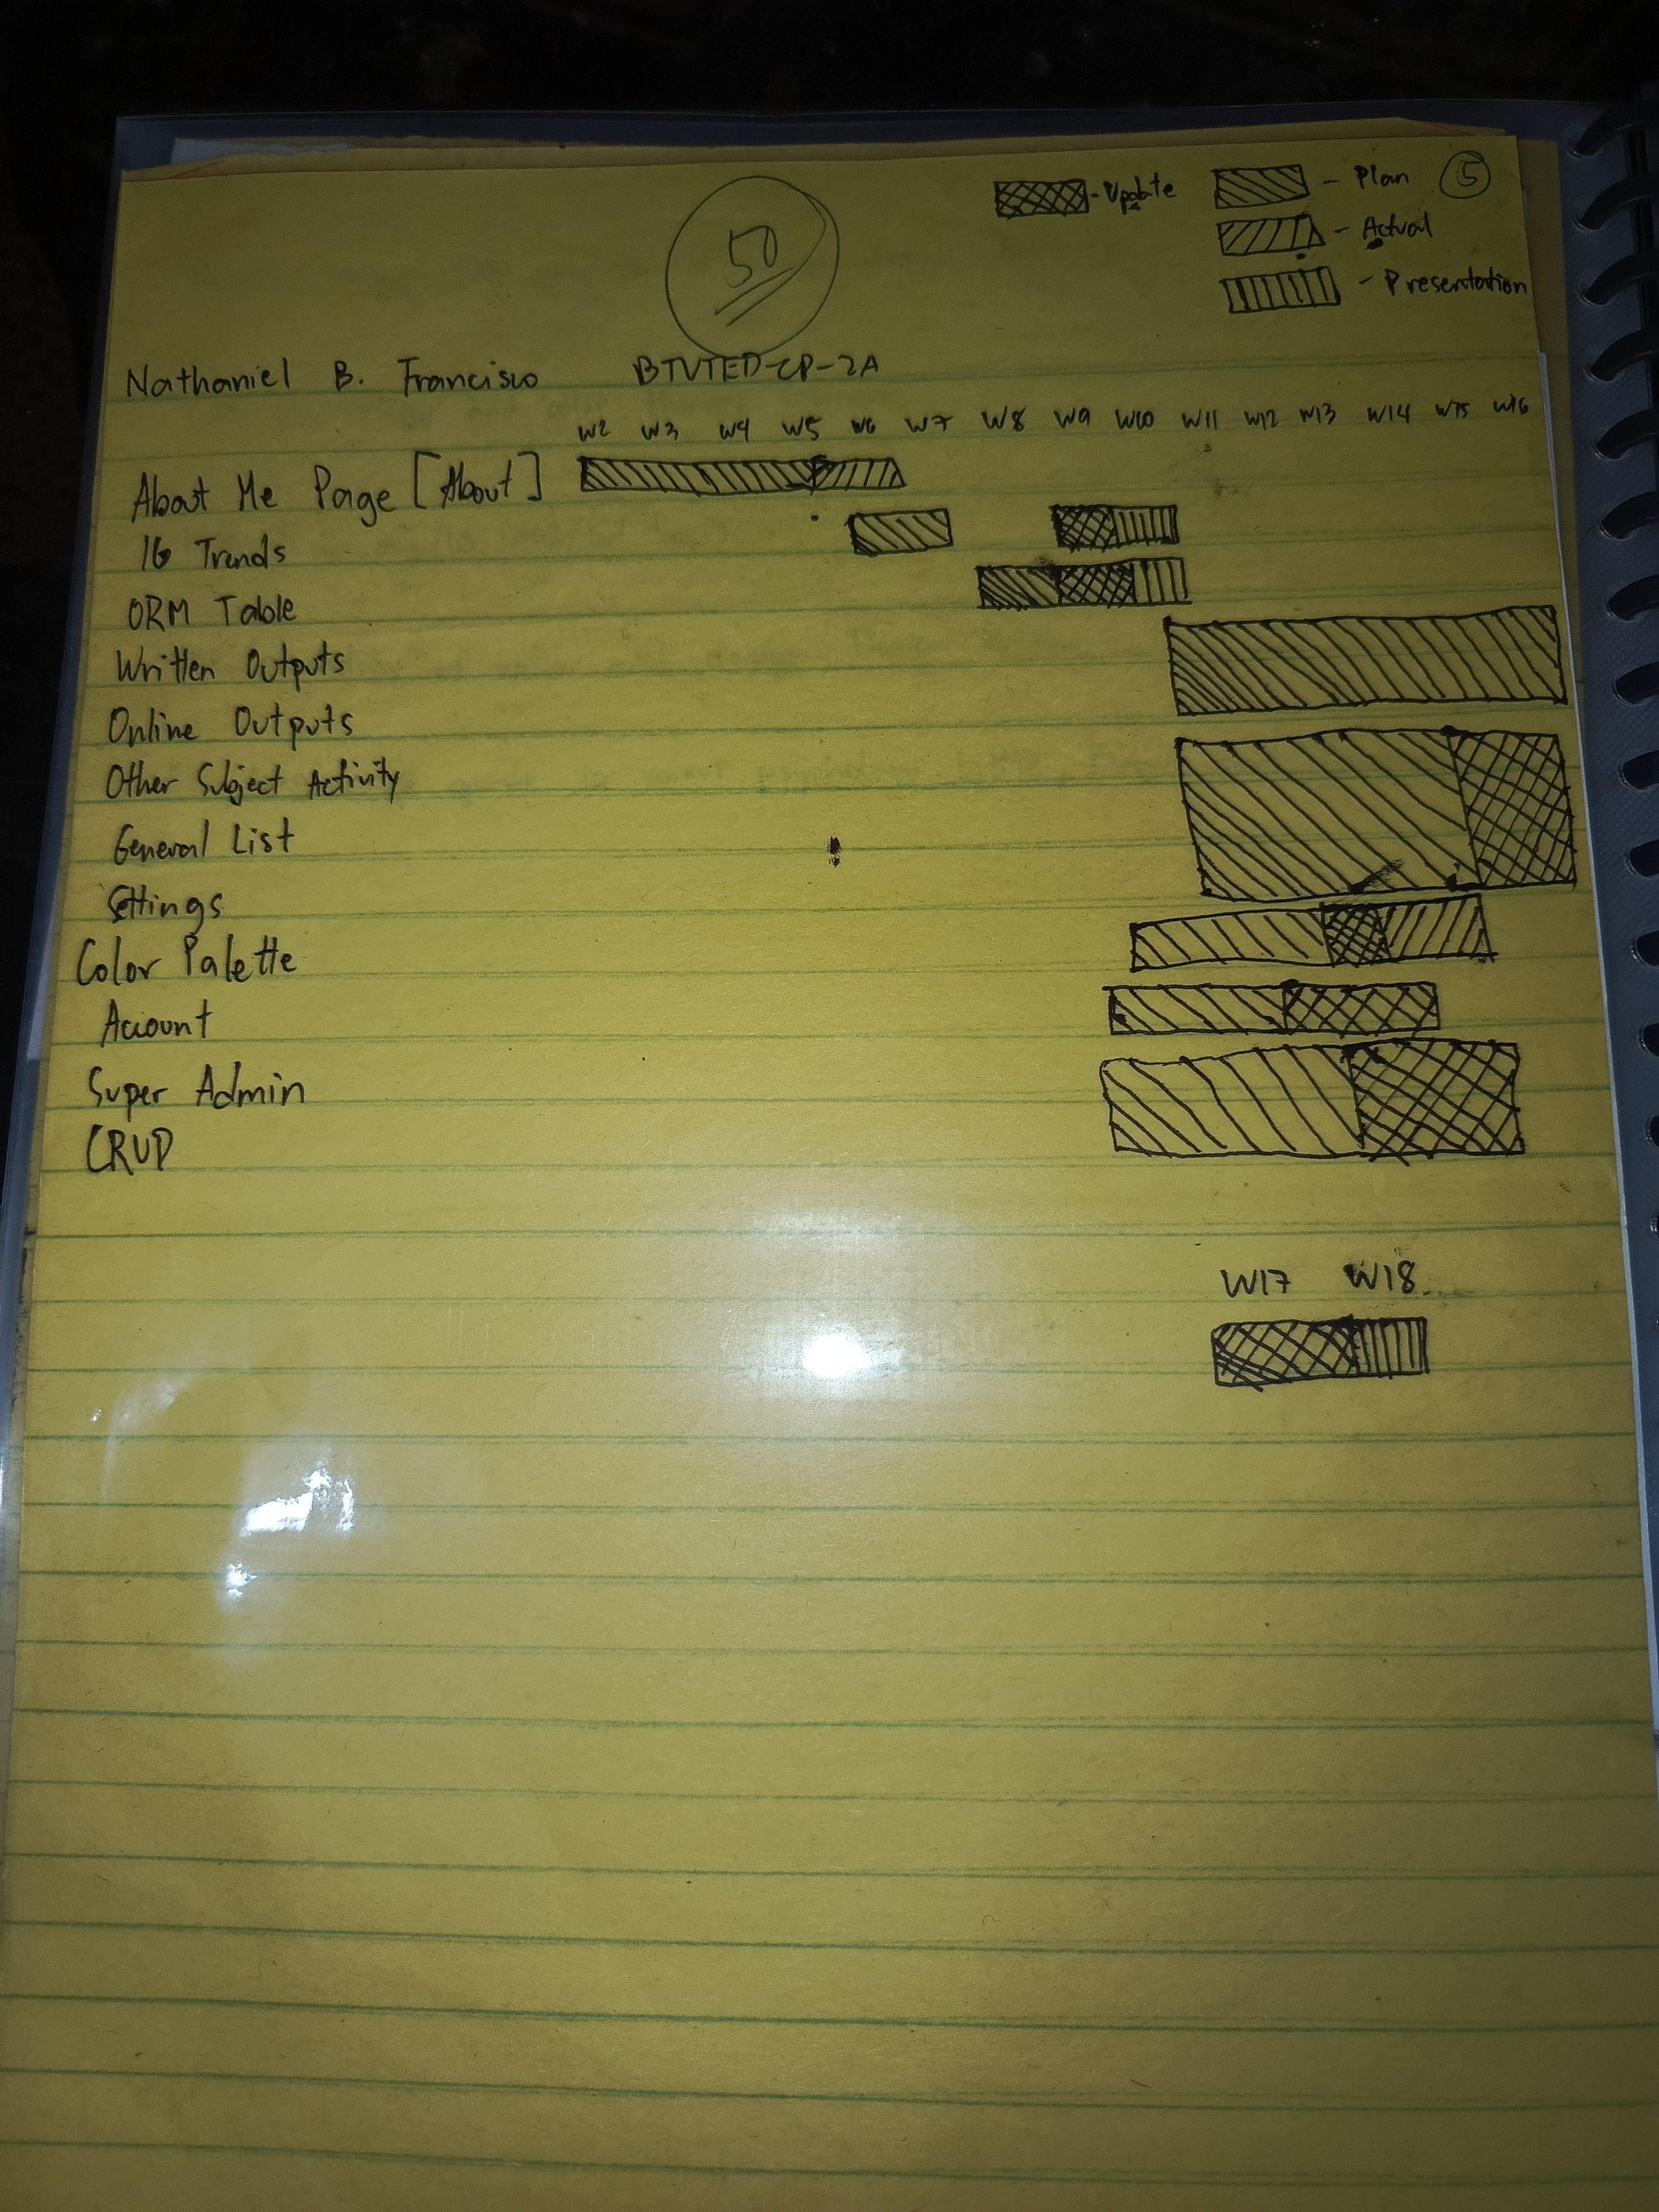 Update
Plan
5
Actual
Presentation
50
Nathaniel B. Francisco BTVTED-CP-2A
W2 W3 W4 W5 W6 W7 W8 W9 W10 W11 W12 W13 W14 W15 W16
About Me Page [About]
16 Trends
ORM Table
Written Outputs
Online Outputs
Other Subject Activity
General List
Settings
Color Palette
Account
Super Admin
CRUD
W17 W18